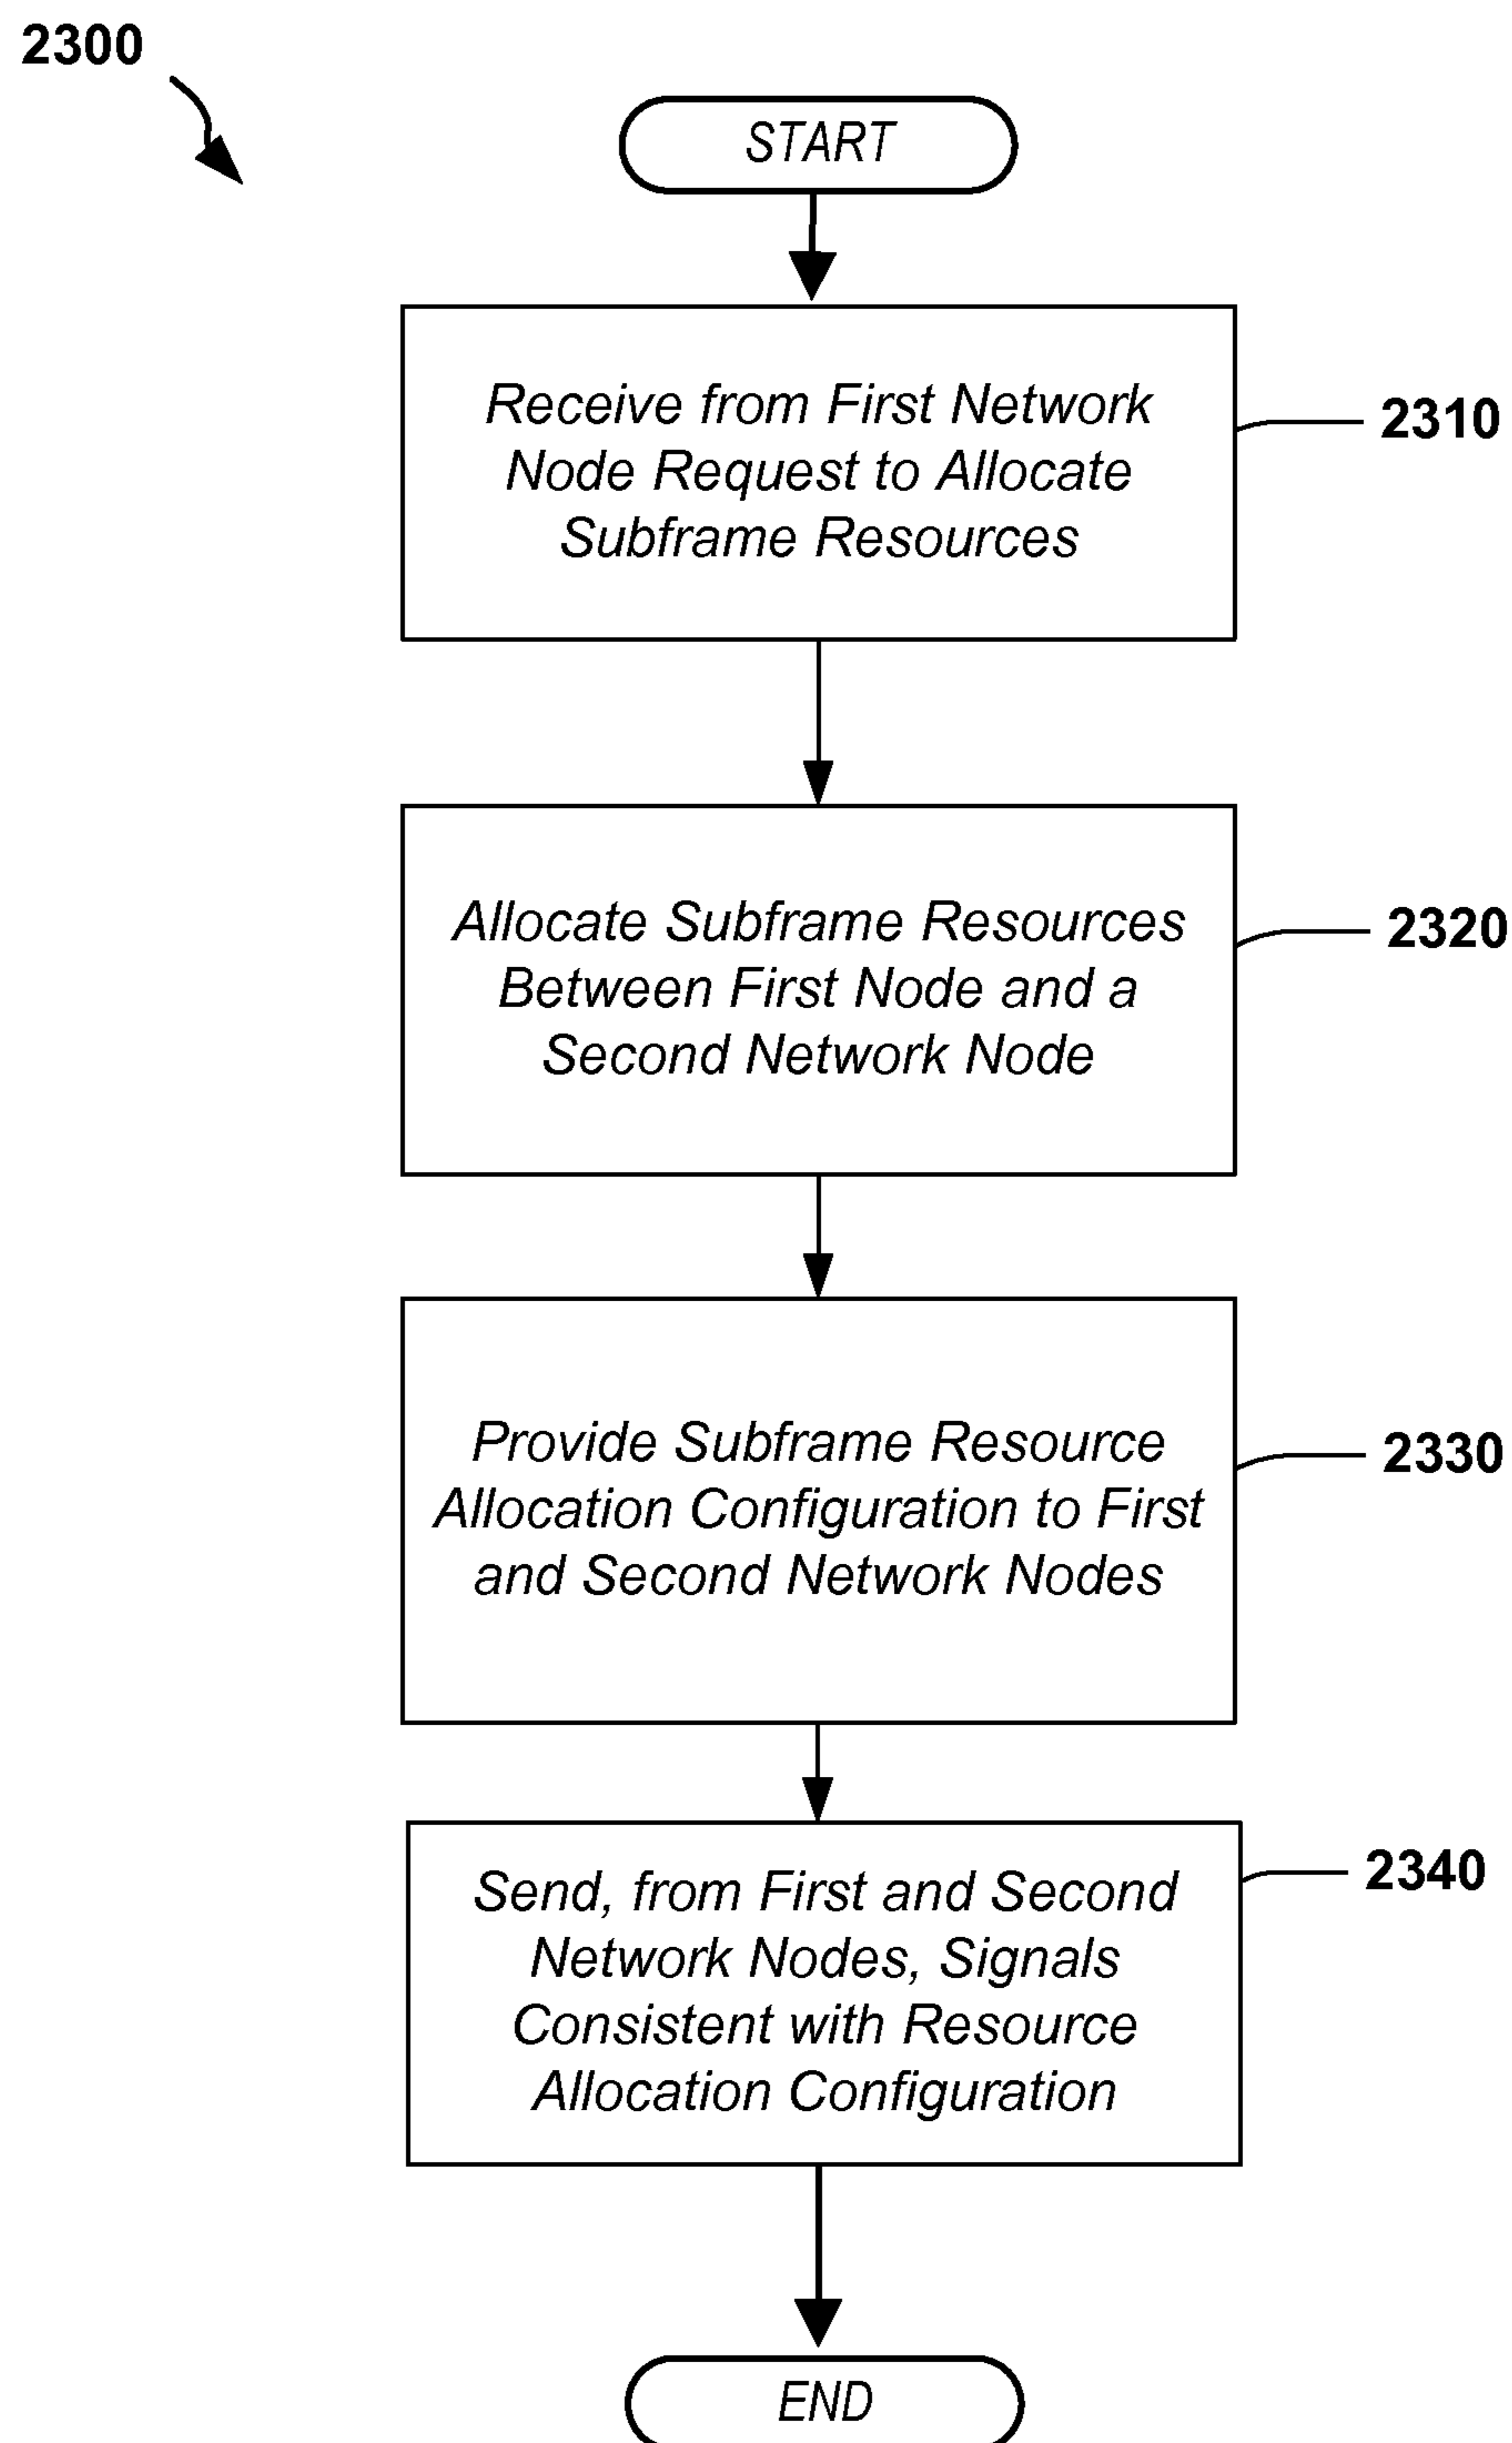 2300
START
Receive from First Network
Node Request to Allocate
Subframe Resources
2310
Allocate Subframe Resources
Between First Node and a
Second Network Node
2320
Provide Subframe Resource
Allocation Configuration to First
and Second Network Nodes
2330
Send, from First and Second
Network Nodes, Signals
Consistent with Resource
Allocation Configuration
2340
END